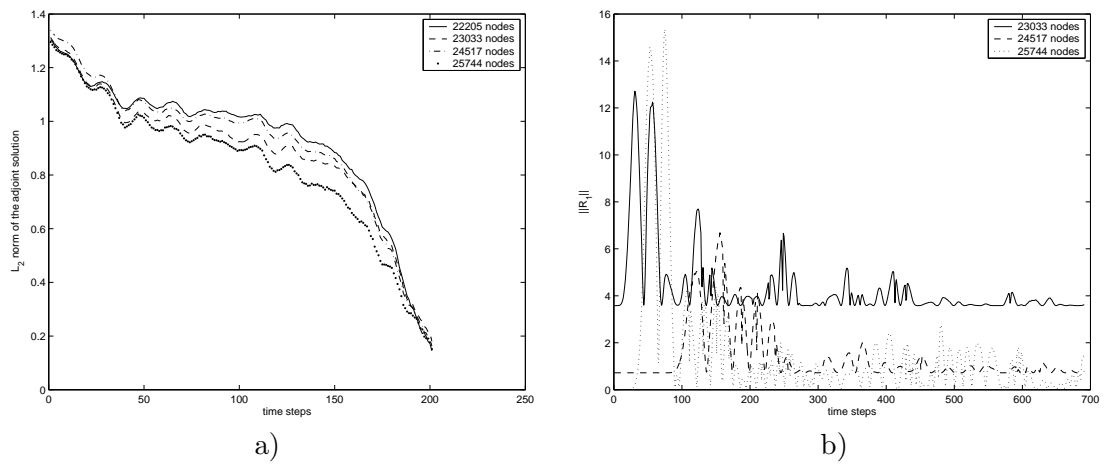 1.4
1.2
1
0.8
0.6
0.4
0.2
0
0
50
100
150
200
250
L2 norm of the adjoint solution
time steps
22205 nodes
23033 nodes
24517 nodes
25744 nodes
a)
16
14
12
10
8
6
4
2
0
0
100
200
300
400
500
600
700
||R1||
time steps
23033 nodes
24517 nodes
25744 nodes
b)